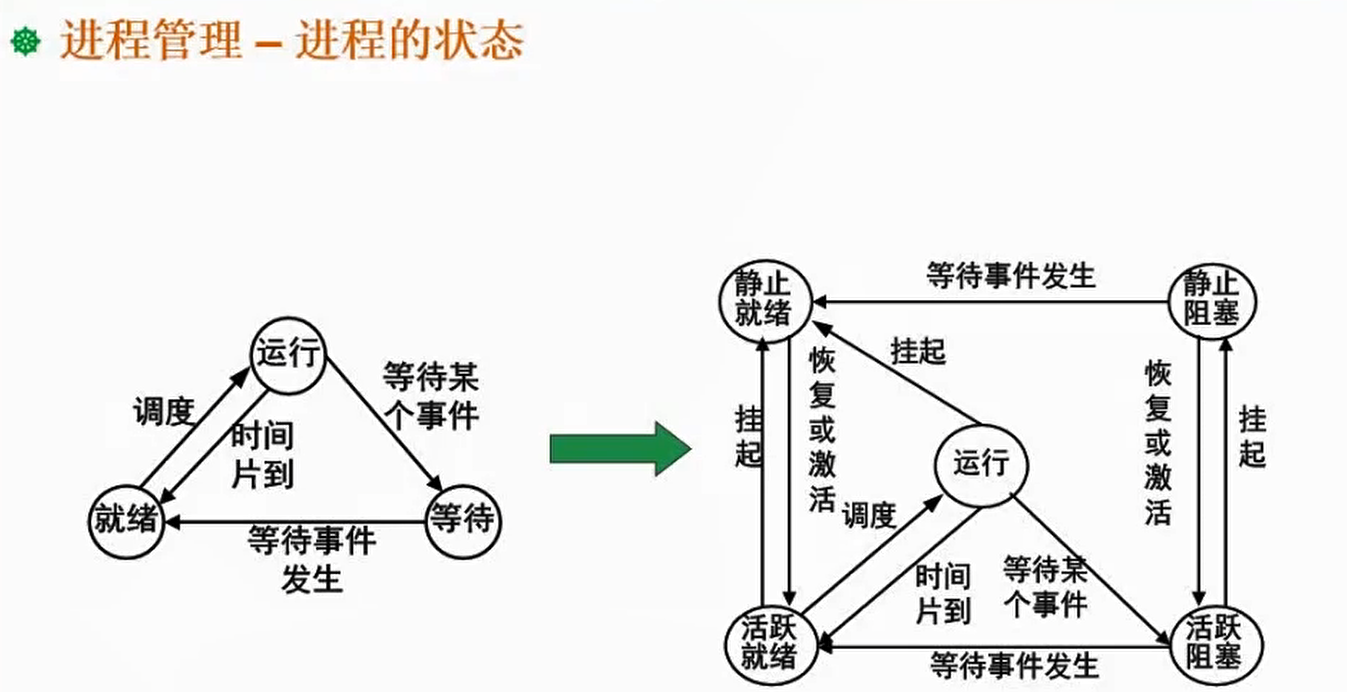 进程管理 – 进程的状态
运行
调度
时间
片到
等待某
个事件
就绪
等待
等待事件
发生
静止
就绪
等待事件发生
静止
阻塞
挂起
恢复或激活
挂起
恢复或激活
挂起
运行
调度
时间
片到
等待某
个事件
活跃
就绪
等待事件发生
活跃
阻塞